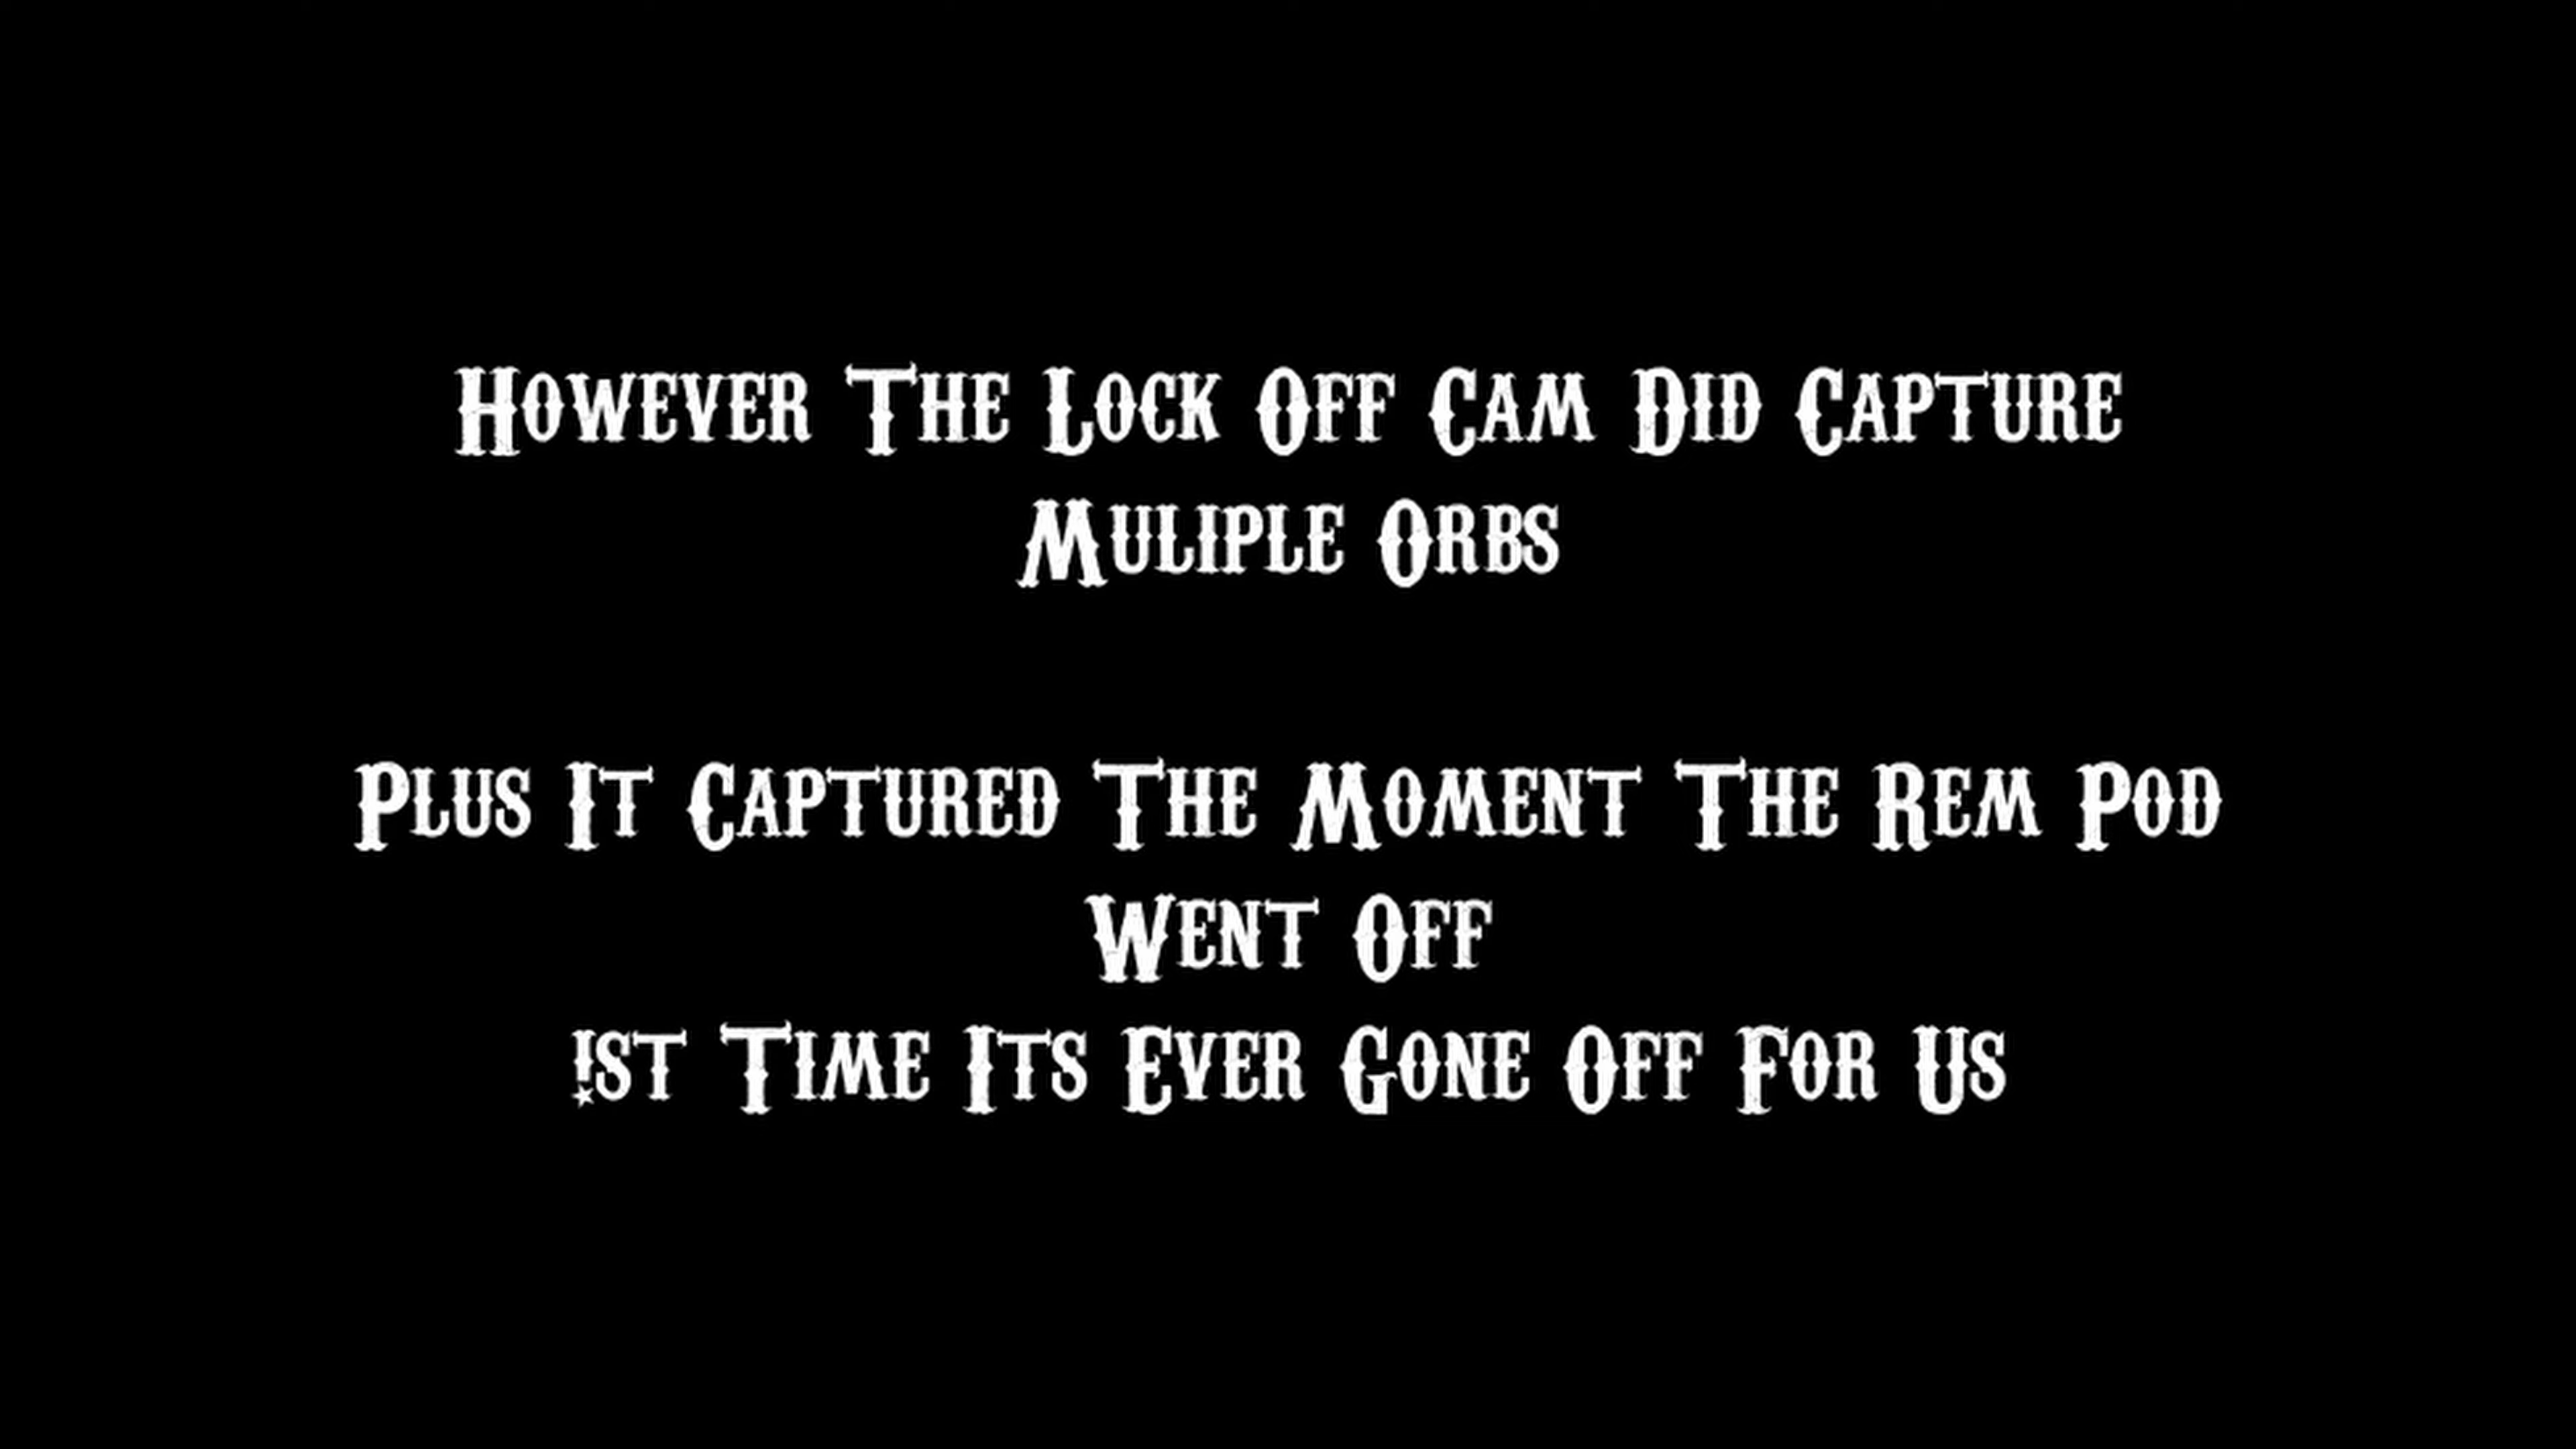 However The Lock Off Cam Did Capture
Muliple Orbs
Plus It Captured The Moment The Rem Pod
Went Off
!st Time Its Ever Gone Off For Us